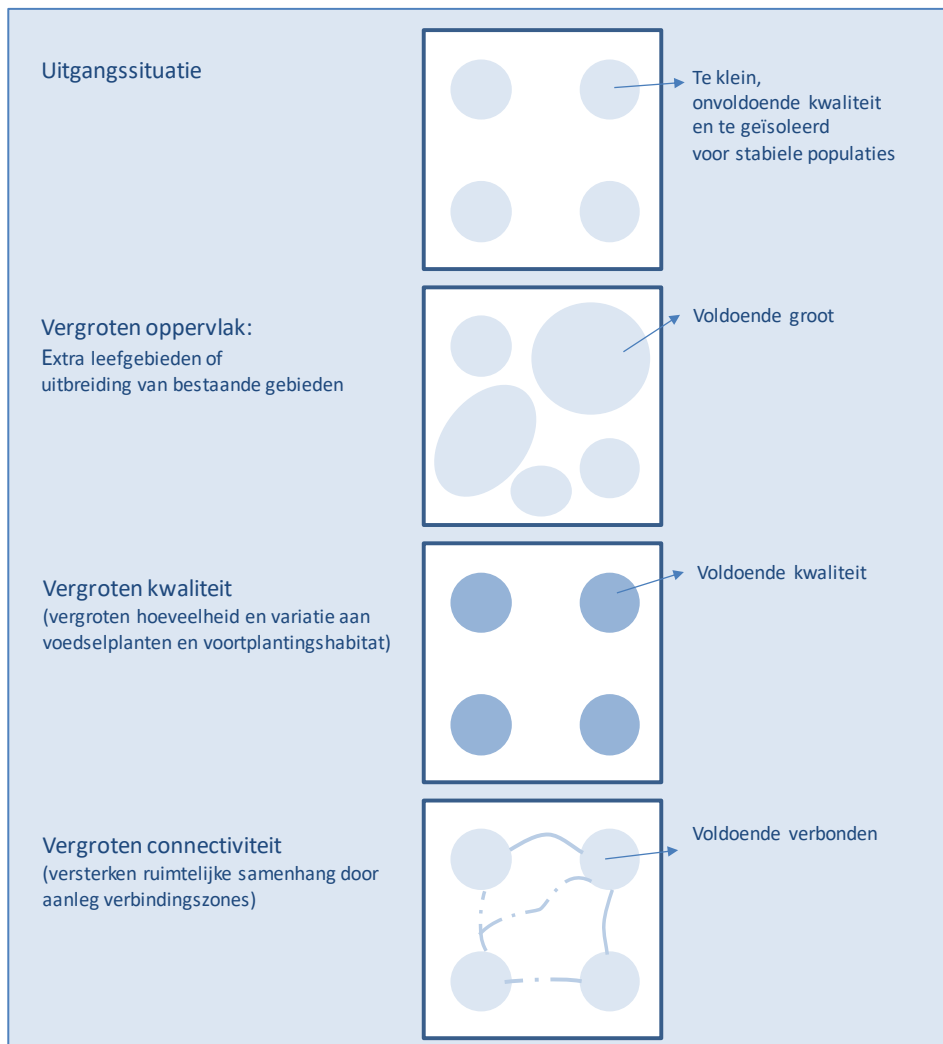 Uitgangssituatie
Te klein,
onvoldoende kwaliteit
en te geïsoleerd
voor stabiele populaties
Vergroten oppervlak:
Extra leefgebieden of
uitbreiding van bestaande gebieden
Voldoende groot
Vergroten kwaliteit
(vergroten hoeveelheid en variatie aan
voedselplanten en voortplantingshabitat)
Voldoende kwaliteit
Vergroten connectiviteit
(versterken ruimtelijke samenhang door
aanleg verbindingszones)
Voldoende verbonden